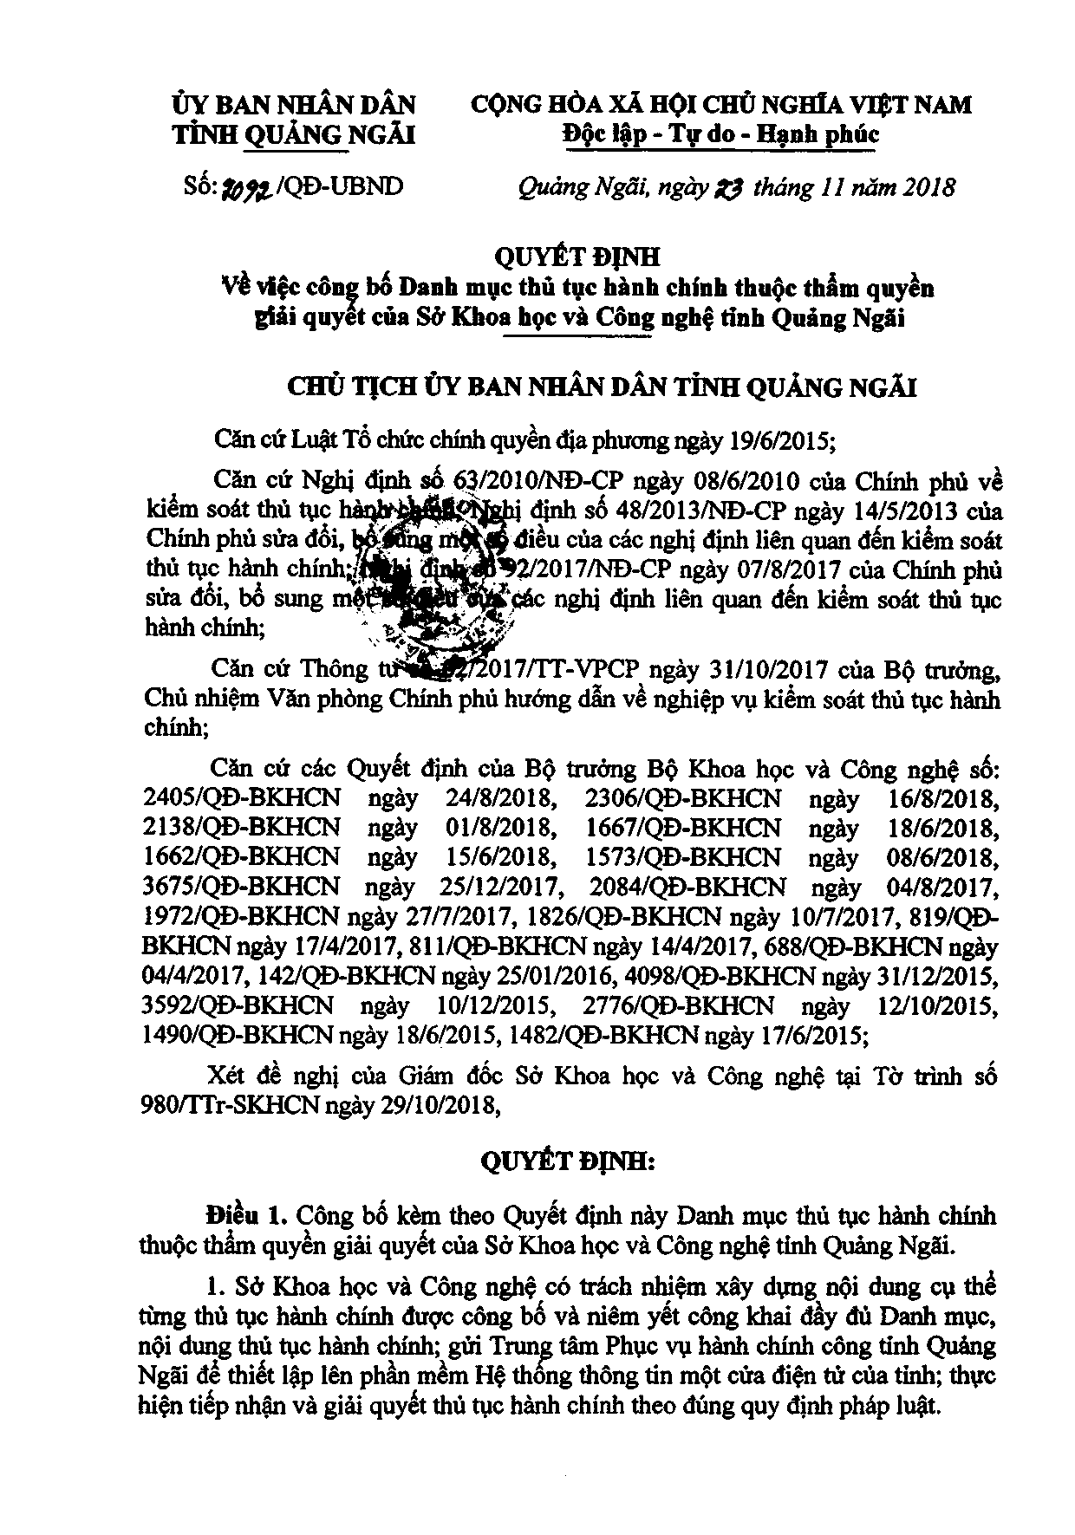 ỦY BAN NHÂN DÂN
TỈNH QUẢNG NGÃI
CỘNG HÒA XÃ HỘI CHỦ NGHĨA VIỆT NAM
Độc lập - Tự do - Hạnh phúc
Số: 2092 /QĐ-UBND
Quảng Ngãi, ngày 23 tháng 11 năm 2018
QUYẾT ĐỊNH
Về việc công bố Danh mục thủ tục hành chính thuộc thẩm quyền
giải quyết của Sở Khoa học và Công nghệ tỉnh Quảng Ngãi
CHỦ TỊCH ỦY BAN NHÂN DÂN TỈNH QUẢNG NGÃI
Căn cứ Luật Tổ chức chính quyền địa phương ngày 19/6/2015;
Căn cứ Nghị định số 63/2010/NĐ-CP ngày 08/6/2010 của Chính phủ về
kiểm soát thủ tục hành chính; Nghị định số 48/2013/NĐ-CP ngày 14/5/2013 của
Chính phủ sửa đổi, bổ sung một số điều của các nghị định liên quan đến kiểm soát
thủ tục hành chính; Nghị định số 92/2017/NĐ-CP ngày 07/8/2017 của Chính phủ
sửa đổi, bổ sung một số điều của các nghị định liên quan đến kiểm soát thủ tục
hành chính;
Căn cứ Thông tư số 02/2017/TT-VPCP ngày 31/10/2017 của Bộ trưởng,
Chủ nhiệm Văn phòng Chính phủ hướng dẫn về nghiệp vụ kiểm soát thủ tục hành
chính;
Căn cứ các Quyết định của Bộ trưởng Bộ Khoa học và Công nghệ số:
2405/QĐ-BKHCN ngày 24/8/2018, 2306/QĐ-BKHCN ngày 16/8/2018,
2138/QĐ-BKHCN ngày 01/8/2018, 1667/QĐ-BKHCN ngày 18/6/2018,
1662/QĐ-BKHCN ngày 15/6/2018, 1573/QĐ-BKHCN ngày 08/6/2018,
3675/QĐ-BKHCN ngày 25/12/2017, 2084/QĐ-BKHCN ngày 04/8/2017,
1972/QĐ-BKHCN ngày 27/7/2017, 1826/QĐ-BKHCN ngày 10/7/2017, 819/QĐ-
BKHCN ngày 17/4/2017, 811/QĐ-BKHCN ngày 14/4/2017, 688/QĐ-BKHCN ngày
04/4/2017, 142/QĐ-BKHCN ngày 25/01/2016, 4098/QĐ-BKHCN ngày 31/12/2015,
3592/QĐ-BKHCN ngày 10/12/2015, 2776/QĐ-BKHCN ngày 12/10/2015,
1490/QĐ-BKHCN ngày 18/6/2015, 1482/QĐ-BKHCN ngày 17/6/2015;
Xét đề nghị của Giám đốc Sở Khoa học và Công nghệ tại Tờ trình số
980/TTr-SKHCN ngày 29/10/2018,
QUYẾT ĐỊNH:
Điều 1. Công bố kèm theo Quyết định này Danh mục thủ tục hành chính
thuộc thẩm quyền giải quyết của Sở Khoa học và Công nghệ tỉnh Quảng Ngãi.
1. Sở Khoa học và Công nghệ có trách nhiệm xây dựng nội dung cụ thể
từng thủ tục hành chính được công bố và niêm yết công khai đầy đủ Danh mục,
nội dung thủ tục hành chính; gửi Trung tâm Phục vụ hành chính công tỉnh Quảng
Ngãi để thiết lập lên phần mềm Hệ thống thông tin một cửa điện tử của tỉnh; thực
hiện tiếp nhận và giải quyết thủ tục hành chính theo đúng quy định pháp luật.